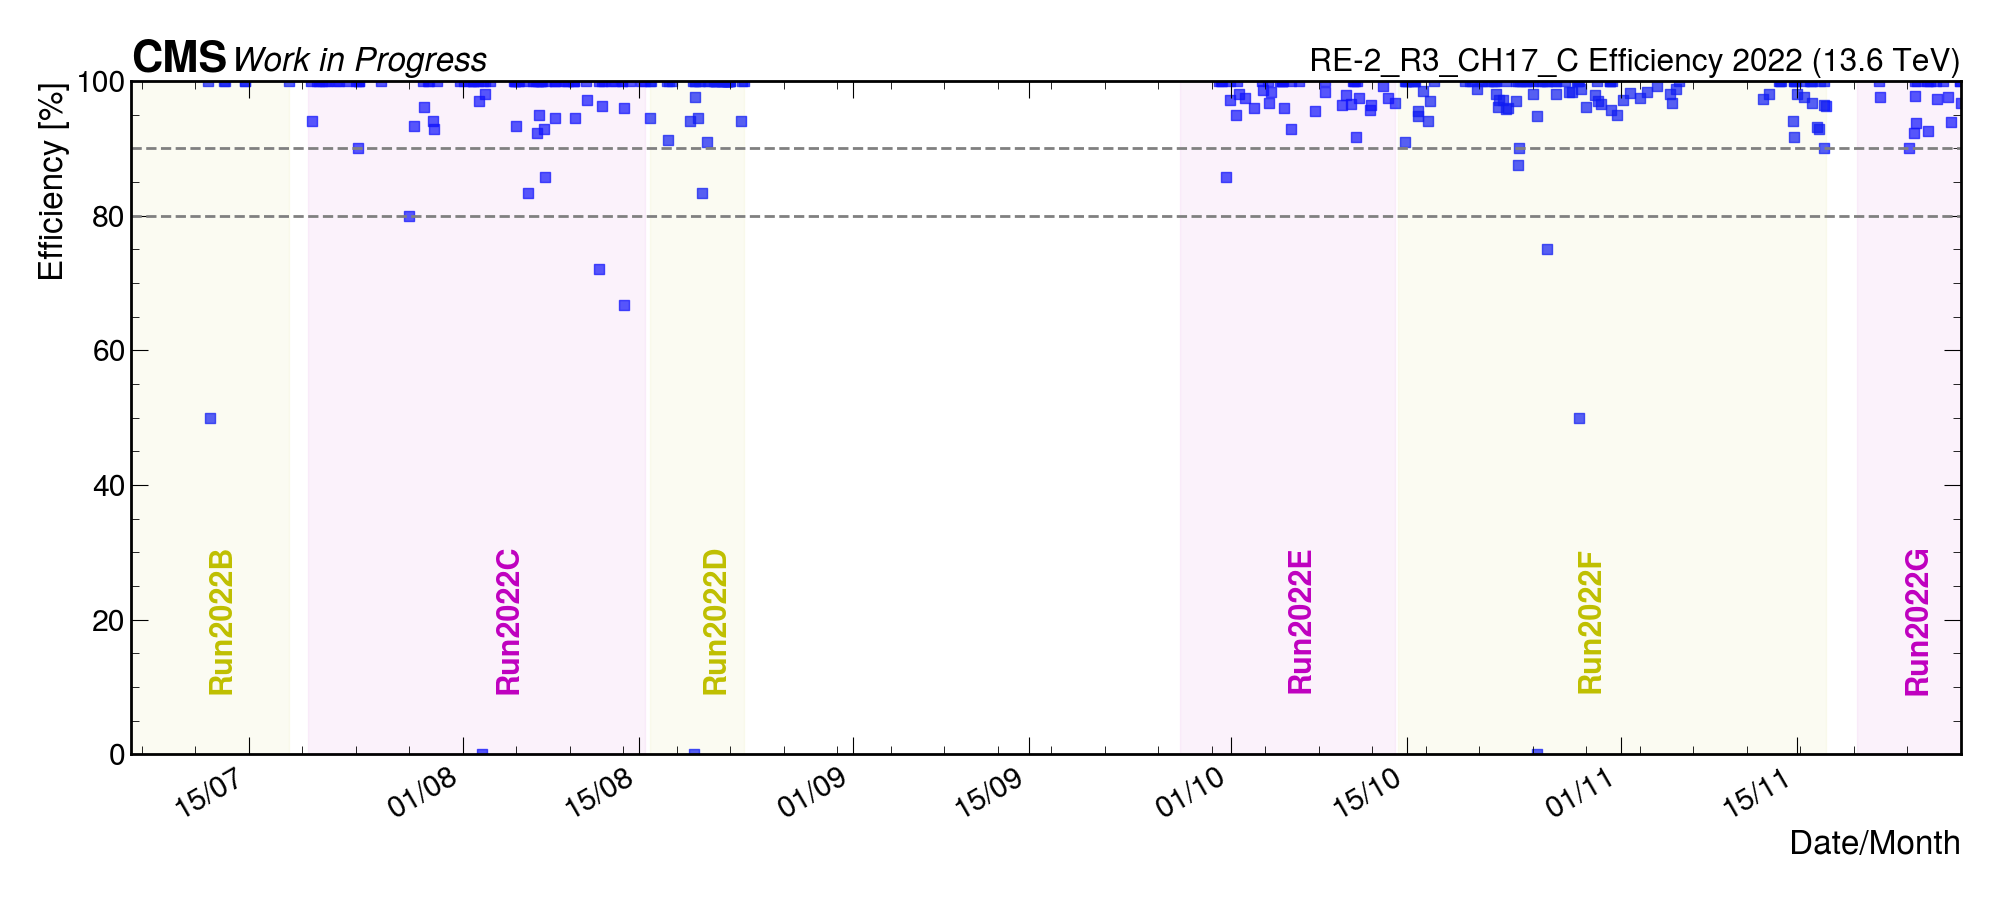 CMS Work in Progress
RE-2_R3_CH17_C Efficiency 2022 (13.6 TeV)
Efficiency [%]
100
80
60
40
20
0
Run2022B
Run2022C
Run2022D
Run2022E
Run2022F
Run2022G
15/07
01/08
15/08
01/09
15/09
01/10
15/10
01/11
15/11
Date/Month